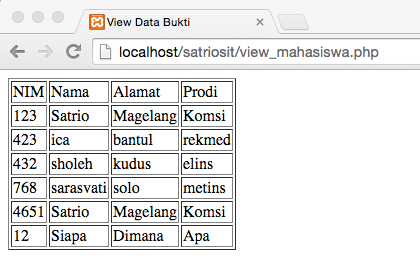 View Data Bukti
localhost/satriosit/view_mahasiswa.php
NIM Nama Alamat Prodi
123 Satrio Magelang Komsi
423 ica bantul rekmed
432 sholeh kudus elins
768 sarasvati solo metins
4651 Satrio Magelang Komsi
12 Siapa Dimana Apa